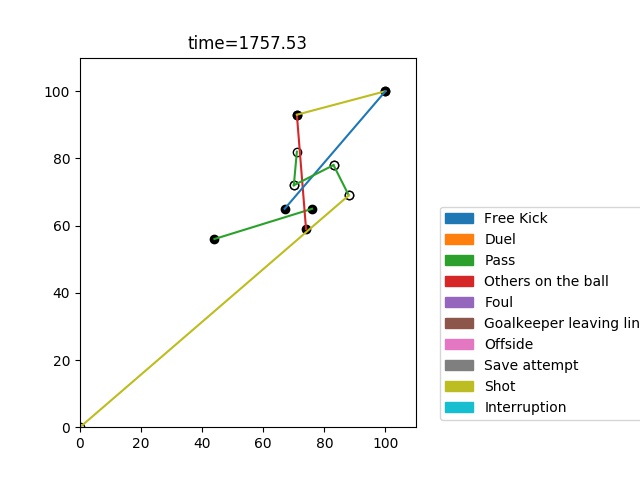 time=1757.53
100
80
60
40
20
0
0 20 40 60 80 100
Free Kick
Duel
Pass
Others on the ball
Foul
Goalkeeper leaving lin
Offside
Save attempt
Shot
Interruption